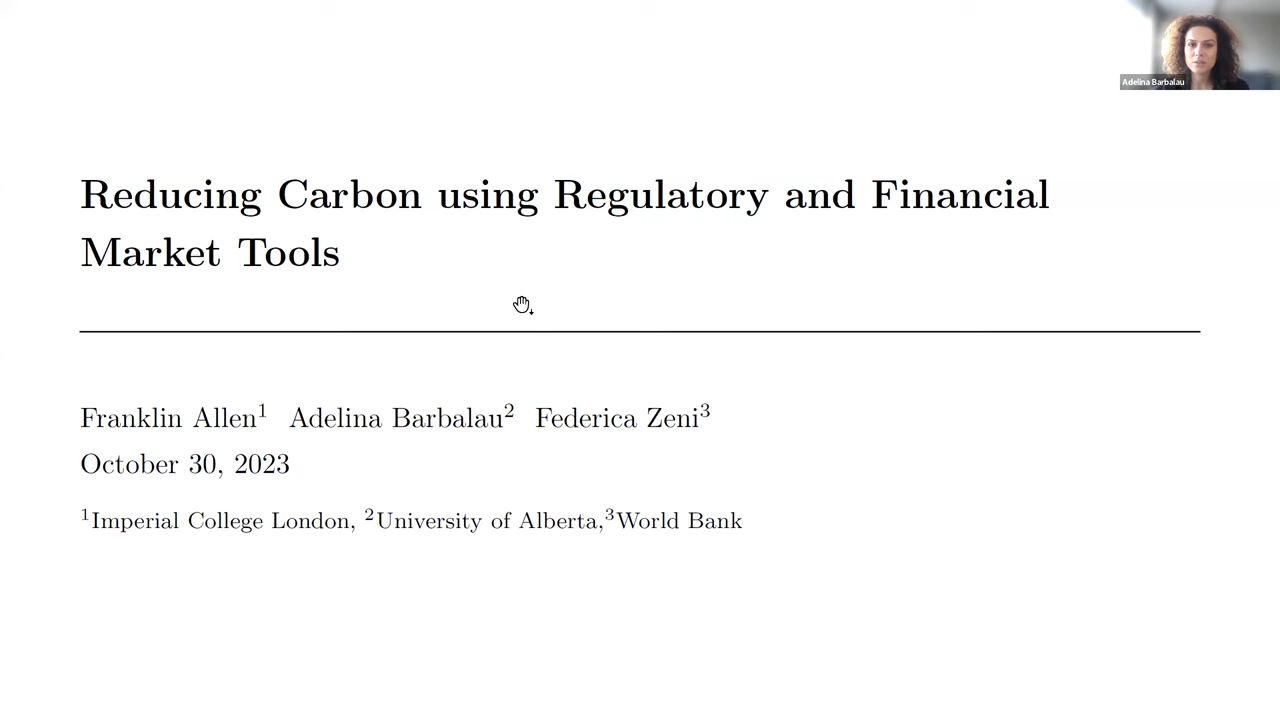 Adelina Barbalau
Reducing Carbon using Regulatory and Financial
Market Tools
Franklin Allen¹ Adelina Barbalau² Federica Zeni³
October 30, 2023
¹Imperial College London, ²University of Alberta,³World Bank